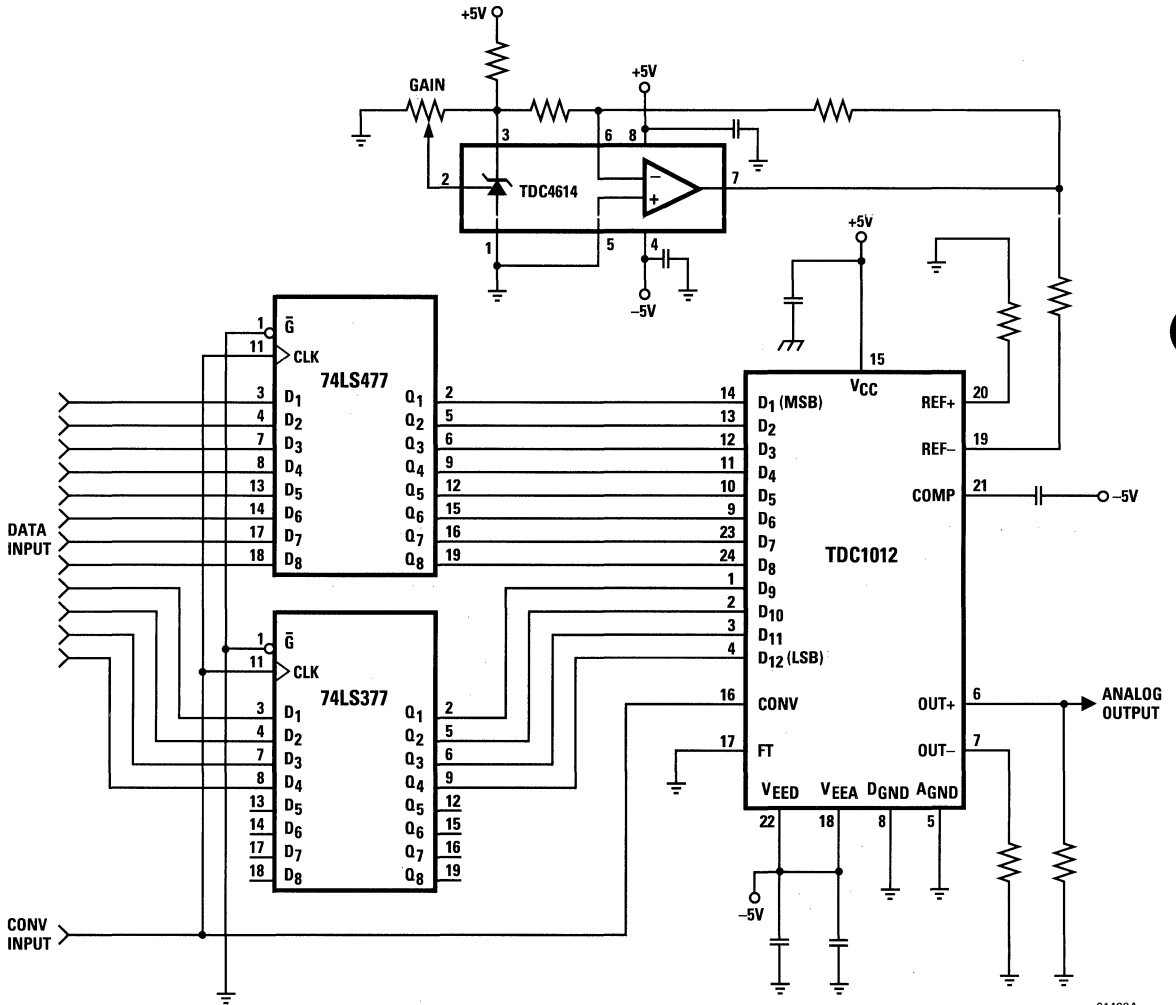 +5V
GAIN
+5V
3
6
8
2
TDC4614
−
+
7
1
5
4
−5V
+5V
15
1 G̅
11 CLK
74LS477
3 D1 Q1 2
4 D2 Q2 5
7 D3 Q3 6
8 D4 Q4 9
13 D5 Q5 12
14 D6 Q6 15
17 D7 Q7 16
18 D8 Q8 19
DATA
INPUT
1 G̅
11 CLK
74LS377
3 D1 Q1 2
4 D2 Q2 5
7 D3 Q3 6
8 D4 Q4 9
13 D5 Q5 12
14 D6 Q6 15
17 D7 Q7 16
18 D8 Q8 19
CONV
INPUT
VCC
14 D1 (MSB)
13 D2
12 D3
11 D4
10 D5
9 D6
23 D7
24 D8
1 D9
2 D10
3 D11
4 D12 (LSB)
16 CONV
17 FT
TDC1012
REF+ 20
REF− 19
COMP 21
−5V
OUT+ 6
ANALOG
OUTPUT
OUT− 7
VEED VEEA DGND AGND
22 18 8 5
−5V